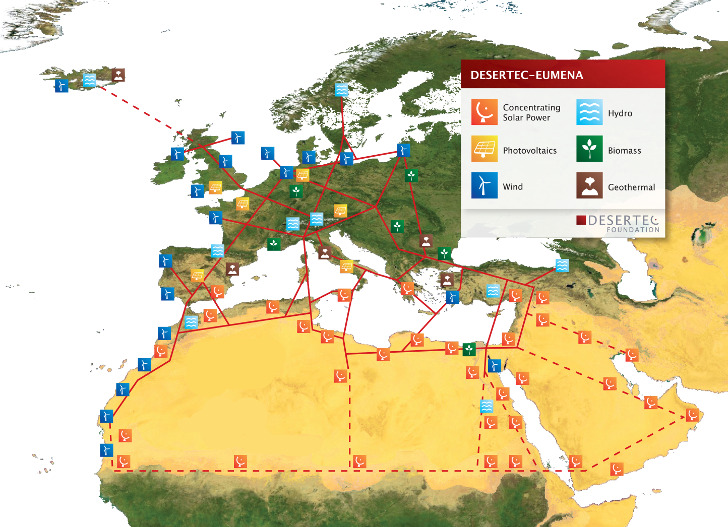 DESERTEC–EUMENA
Concentrating
Solar Power
Hydro
Photovoltaics
Biomass
Wind
Geothermal
DESERTEC
FOUNDATION